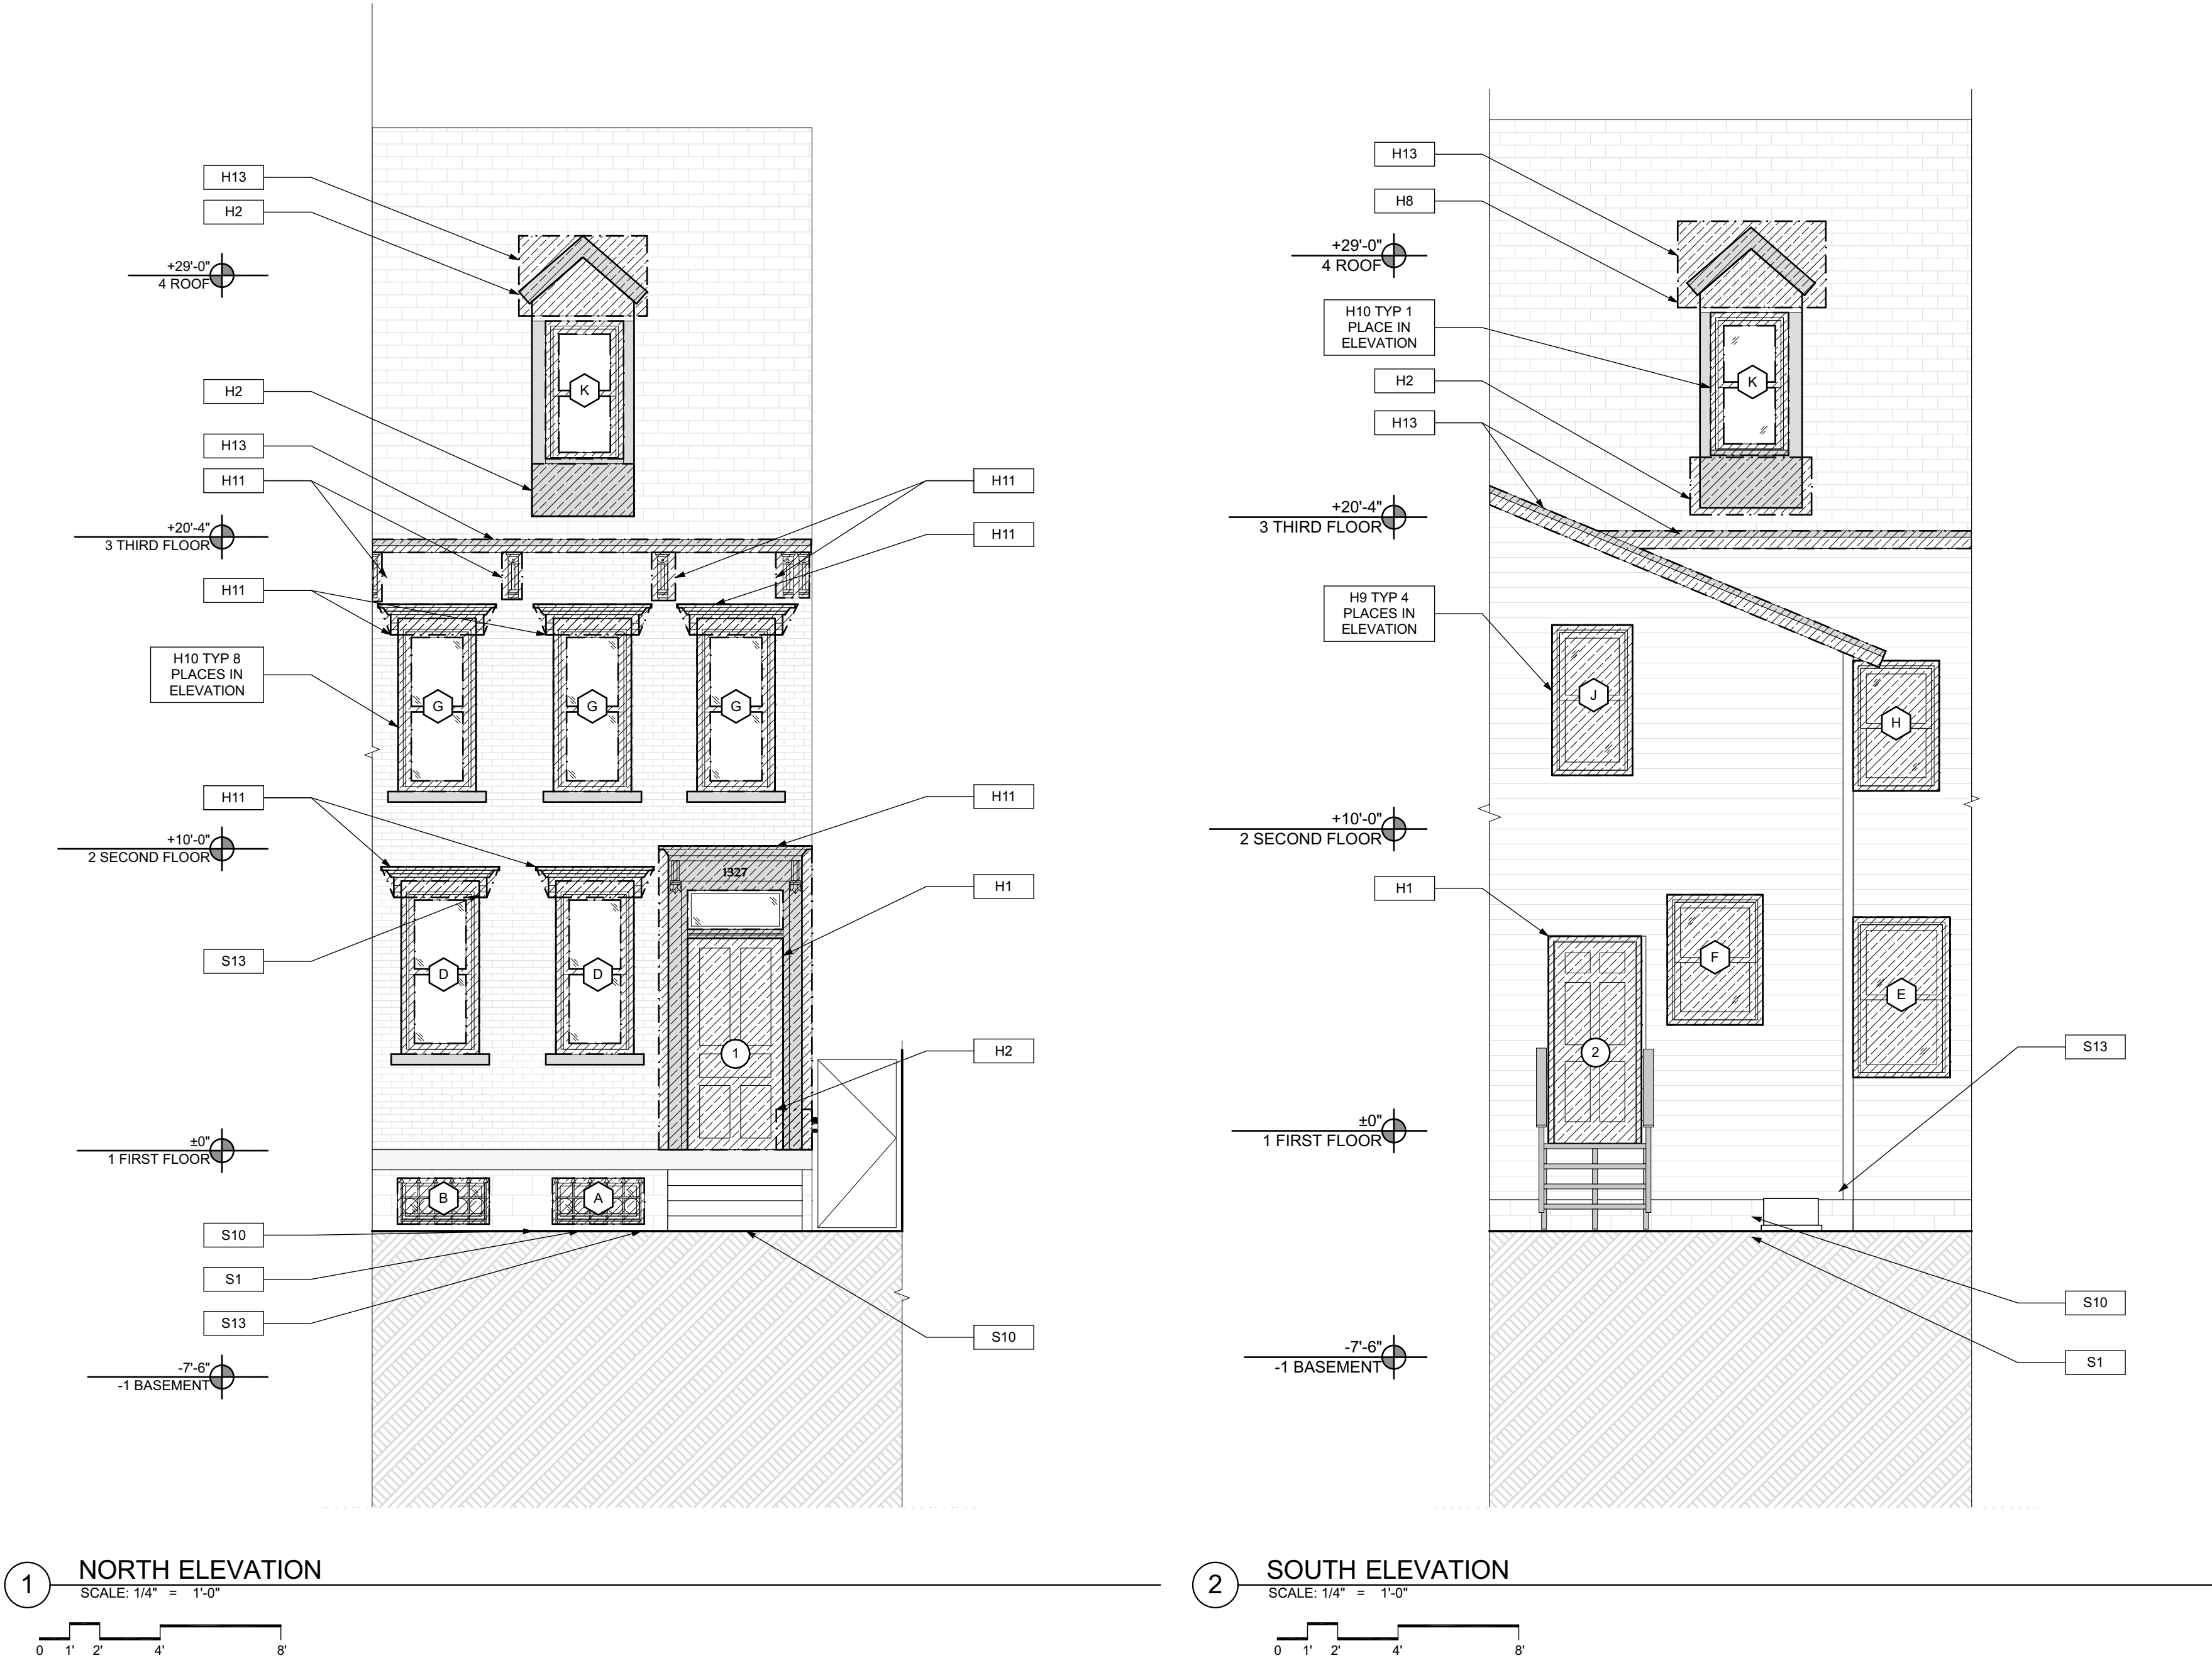 H13
H2
+29'-0"
4 ROOF
K
H2
H13
H11
H11
+20'-4"
3 THIRD FLOOR
H11
H11
H10 TYP 8
PLACES IN
ELEVATION
G
G
G
H11
H11
+10'-0"
2 SECOND FLOOR
1327
H1
S13
D
D
1
H2
±0"
1 FIRST FLOOR
B
A
S10
S1
S13
S10
-7'-6"
-1 BASEMENT
1
NORTH ELEVATION
SCALE: 1/4" = 1'-0"
0 1' 2' 4' 8'
H13
H8
+29'-0"
4 ROOF
H10 TYP 1
PLACE IN
ELEVATION
K
H2
H13
+20'-4"
3 THIRD FLOOR
H9 TYP 4
PLACES IN
ELEVATION
J
H
+10'-0"
2 SECOND FLOOR
H1
F
E
2
S13
±0"
1 FIRST FLOOR
S10
-7'-6"
-1 BASEMENT
S1
2
SOUTH ELEVATION
SCALE: 1/4" = 1'-0"
0 1' 2' 4' 8'